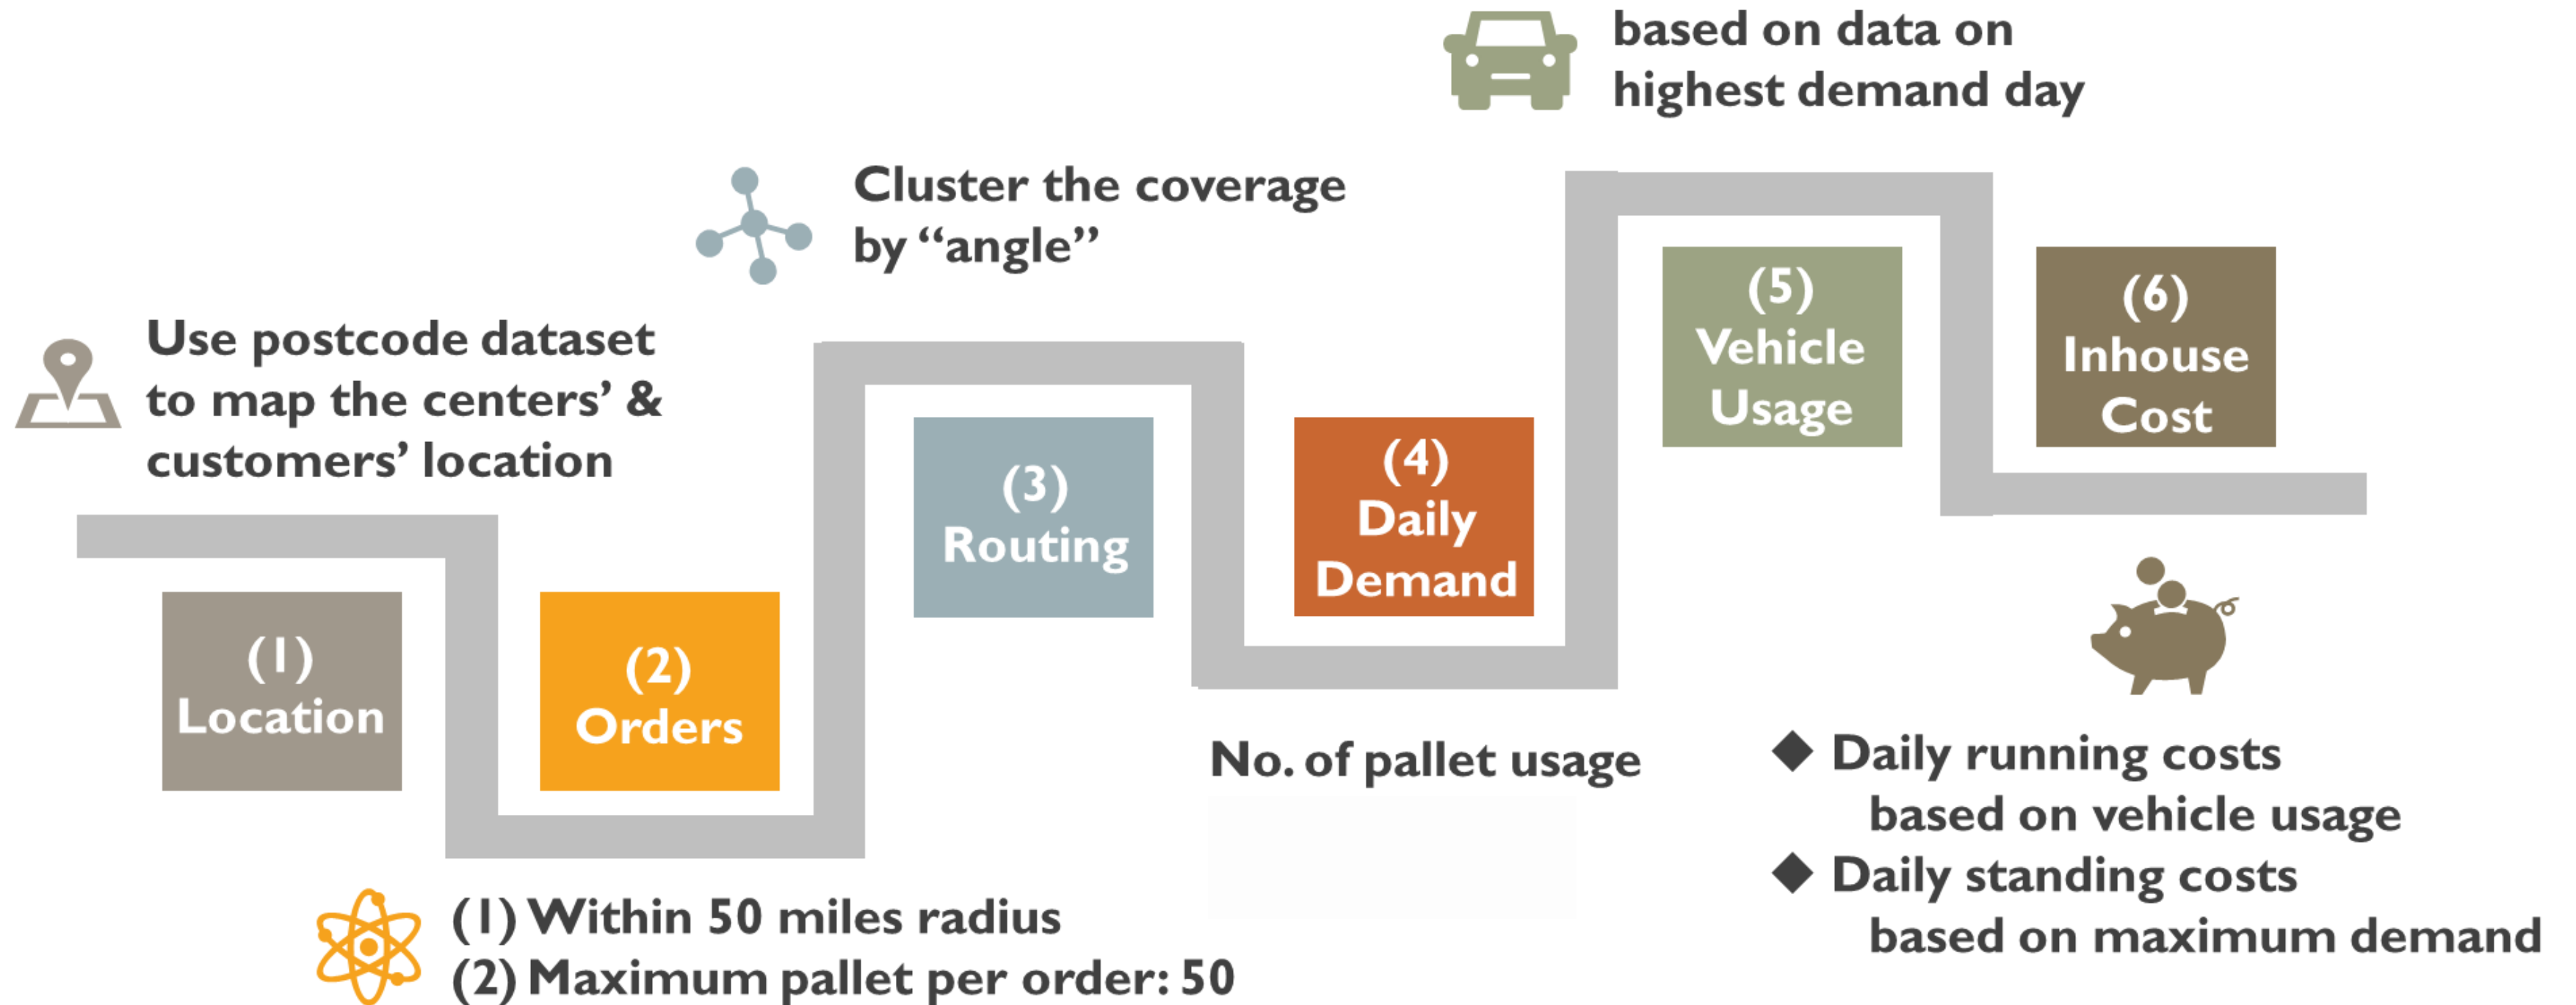 Use postcode dataset
to map the centers’ &
customers’ location
(1)
Location
(2)
Orders
(1) Within 50 miles radius
(2) Maximum pallet per order: 50
Cluster the coverage
by “angle”
(3)
Routing
(4)
Daily
Demand
No. of pallet usage
based on data on
highest demand day
(5)
Vehicle
Usage
(6)
Inhouse
Cost
◆ Daily running costs
based on vehicle usage
◆ Daily standing costs
based on maximum demand